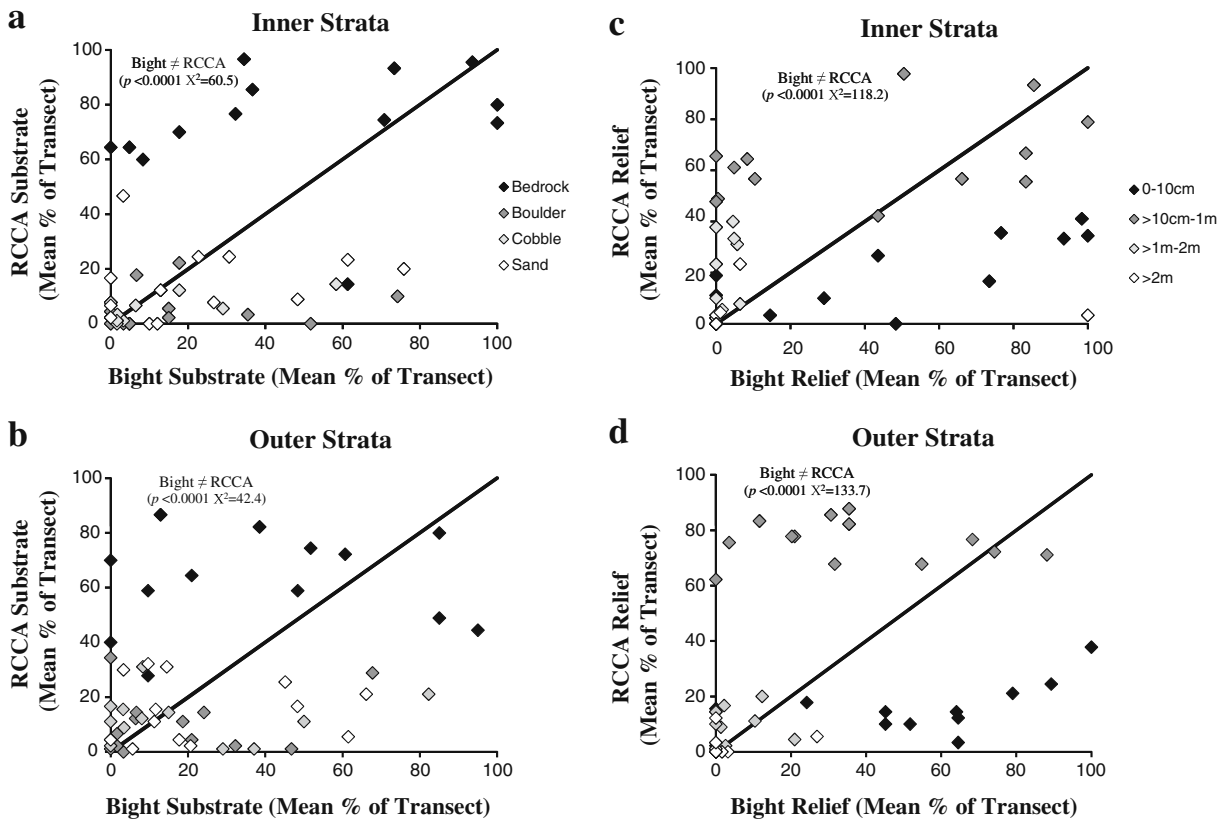 a
Inner Strata
Bight ≠ RCCA
(p <0.0001 X²=60.5)
RCCA Substrate
(Mean % of Transect)
100
80
60
40
20
0
0 20 40 60 80 100
Bight Substrate (Mean % of Transect)
Bedrock
Boulder
Cobble
Sand
c
Inner Strata
Bight ≠ RCCA
(p <0.0001 X²=118.2)
RCCA Relief
(Mean % of Transect)
100
80
60
40
20
0
0 20 40 60 80 100
Bight Relief (Mean % of Transect)
0-10cm
>10cm-1m
>1m-2m
>2m
b
Outer Strata
Bight ≠ RCCA
(p <0.0001 X²=42.4)
RCCA Substrate
(Mean % of Transect)
100
80
60
40
20
0
0 20 40 60 80 100
Bight Substrate (Mean % of Transect)
d
Outer Strata
Bight ≠ RCCA
(p <0.0001 X²=133.7)
RCCA Relief
(Mean % of Transect)
100
80
60
40
20
0
0 20 40 60 80 100
Bight Relief (Mean % of Transect)